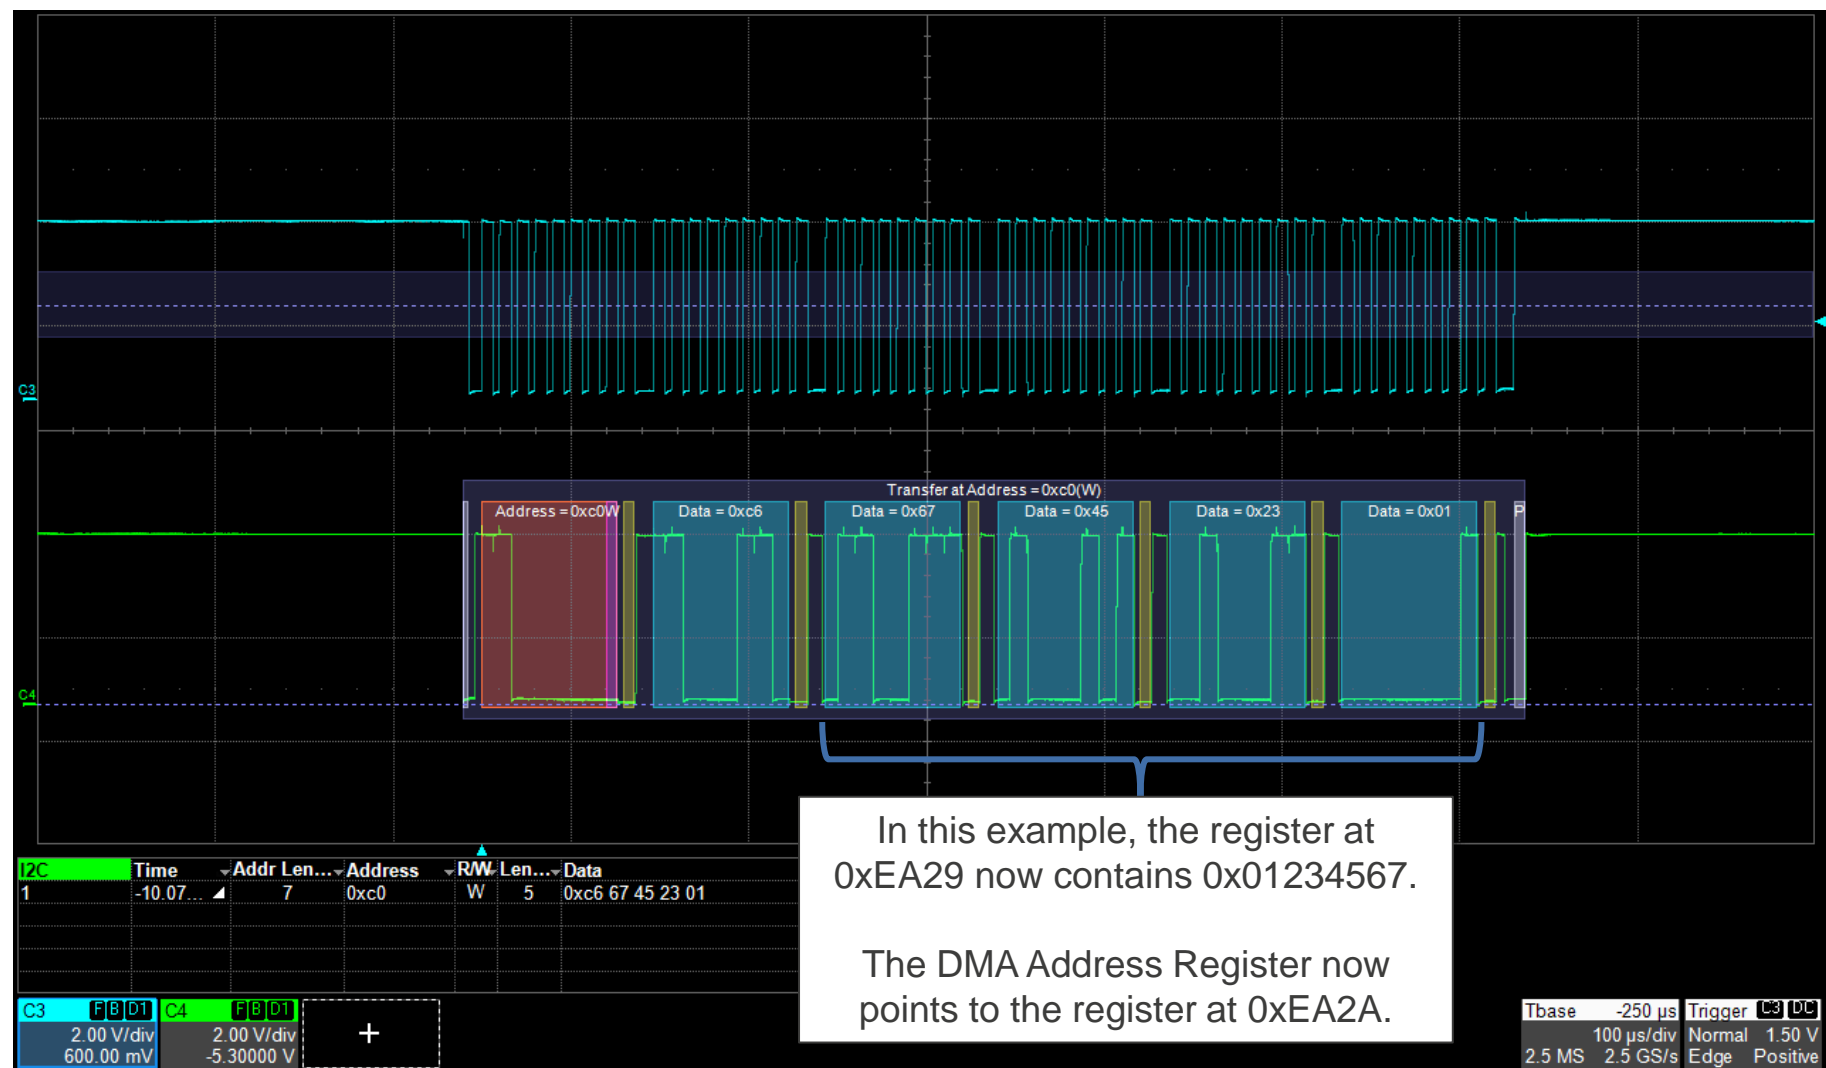 C3
Transfer at Address = 0xc0(W)
Address = 0xc0W
Data = 0xc6
Data = 0x67
Data = 0x45
Data = 0x23
Data = 0x01
P
C4
In this example, the register at
0xEA29 now contains 0x01234567.
The DMA Address Register now
points to the register at 0xEA2A.
I2C Time Addr Len... Address R/W Len... Data
1 -10.07... 7 0xc0 W 5 0xc6 67 45 23 01
C3 F B D1
2.00 V/div
600.00 mV
C4 F B D1
2.00 V/div
-5.30000 V
+
Tbase -250 µs
100 µs/div
2.5 MS 2.5 GS/s
Trigger C3 DC
Normal 1.50 V
Edge Positive